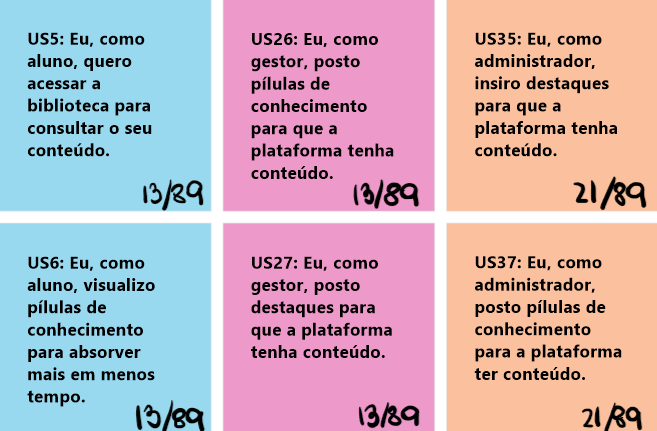 US5: Eu, como
aluno, quero
acessar a
biblioteca para
consultar o seu
conteúdo.
13/89
US26: Eu, como
gestor, posto
pílulas de
conhecimento
para que a
plataforma tenha
conteúdo.
13/89
US35: Eu, como
administrador,
insiro destaques
para que a
plataforma tenha
conteúdo.
21/89
US6: Eu, como
aluno, visualizo
pílulas de
conhecimento
para absorver
mais em menos
tempo.
13/89
US27: Eu, como
gestor, posto
destaques para
que a plataforma
tenha conteúdo.
13/89
US37: Eu, como
administrador,
posto pílulas de
conhecimento
para a plataforma
ter conteúdo.
21/89